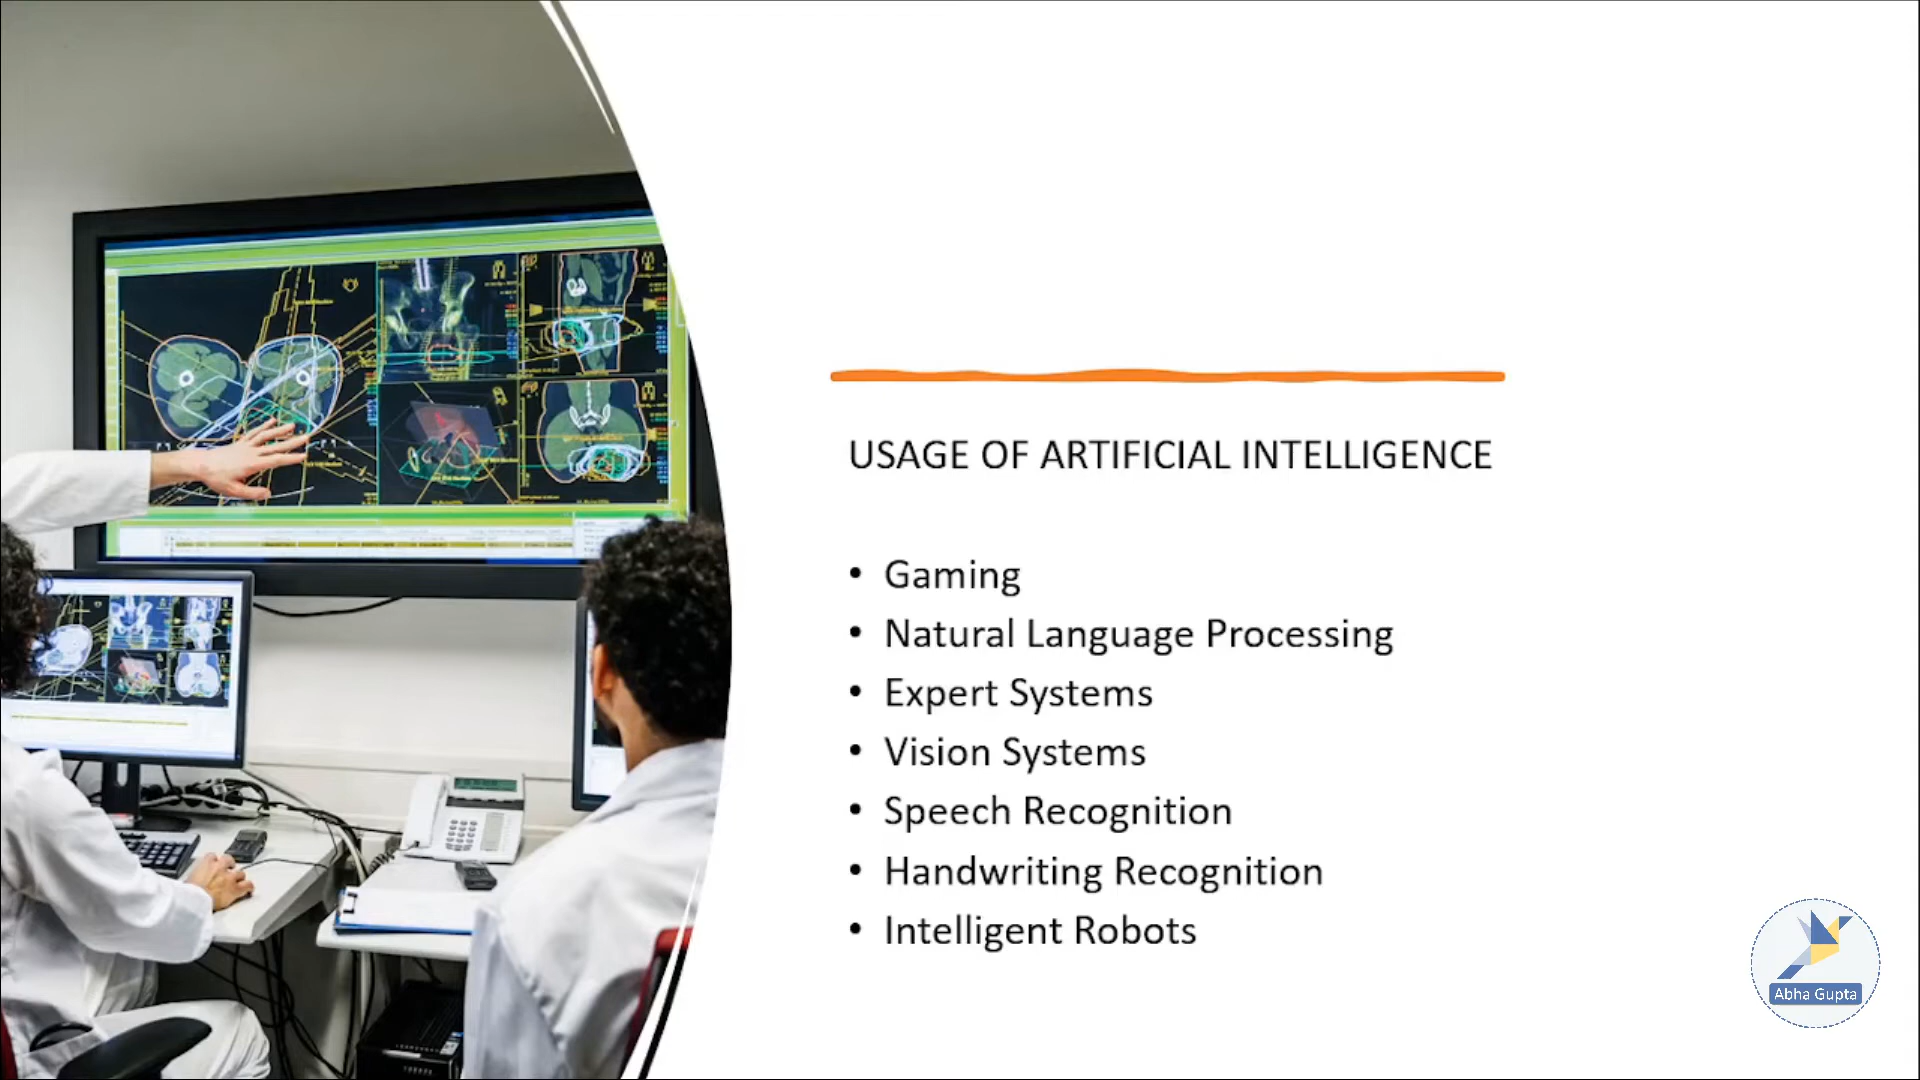 USAGE OF ARTIFICIAL INTELLIGENCE
• Gaming
• Natural Language Processing
• Expert Systems
• Vision Systems
• Speech Recognition
• Handwriting Recognition
• Intelligent Robots
Abha Gupta